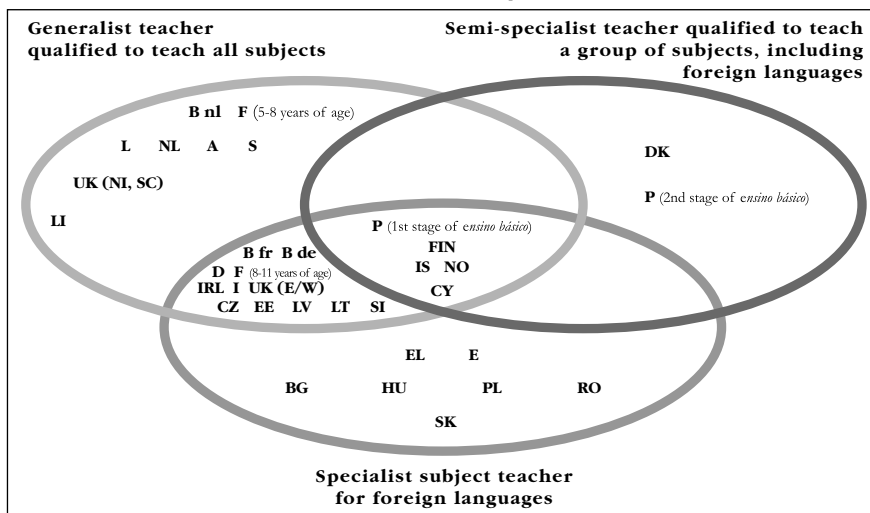 Generalist teacher
qualified to teach all subjects
Semi-specialist teacher qualified to teach
a group of subjects, including
foreign languages
B nl F (5-8 years of age)
L NL A S
UK (NI, SC)
LI
DK
P (2nd stage of ensino básico)
P (1st stage of ensino básico)
FIN
IS NO
CY
B fr B de
D F (8-11 years of age)
IRL I UK (E/W)
CZ EE LV LT SI
EL E
BG HU PL RO
SK
Specialist subject teacher
for foreign languages